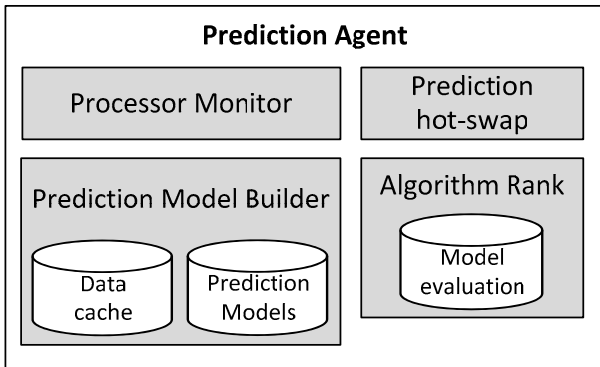 Prediction Agent
Processor Monitor
Prediction
hot-swap
Prediction Model Builder
Data
cache
Prediction
Models
Algorithm Rank
Model
evaluation